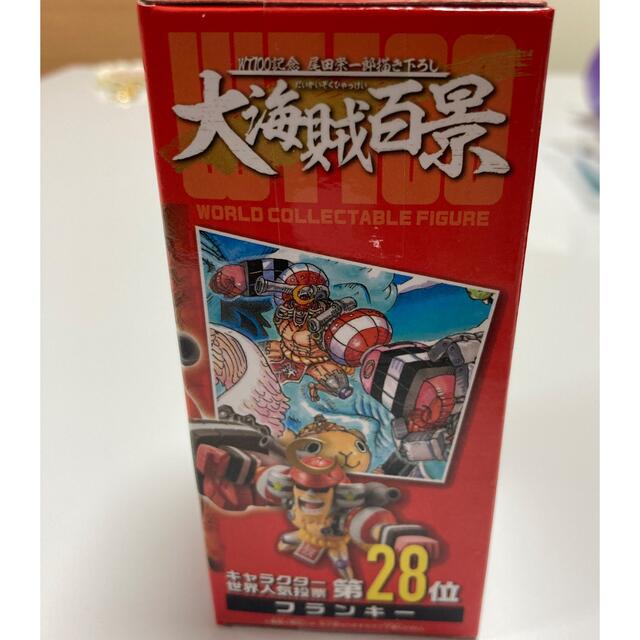 WT100
WT100記念 尾田栄一郎描き下ろし
だいかいぞくひゃっけい
大海賊百景
WORLD COLLECTABLE FIGURE
キャラクター
世界人気投票 第28位
フランキー